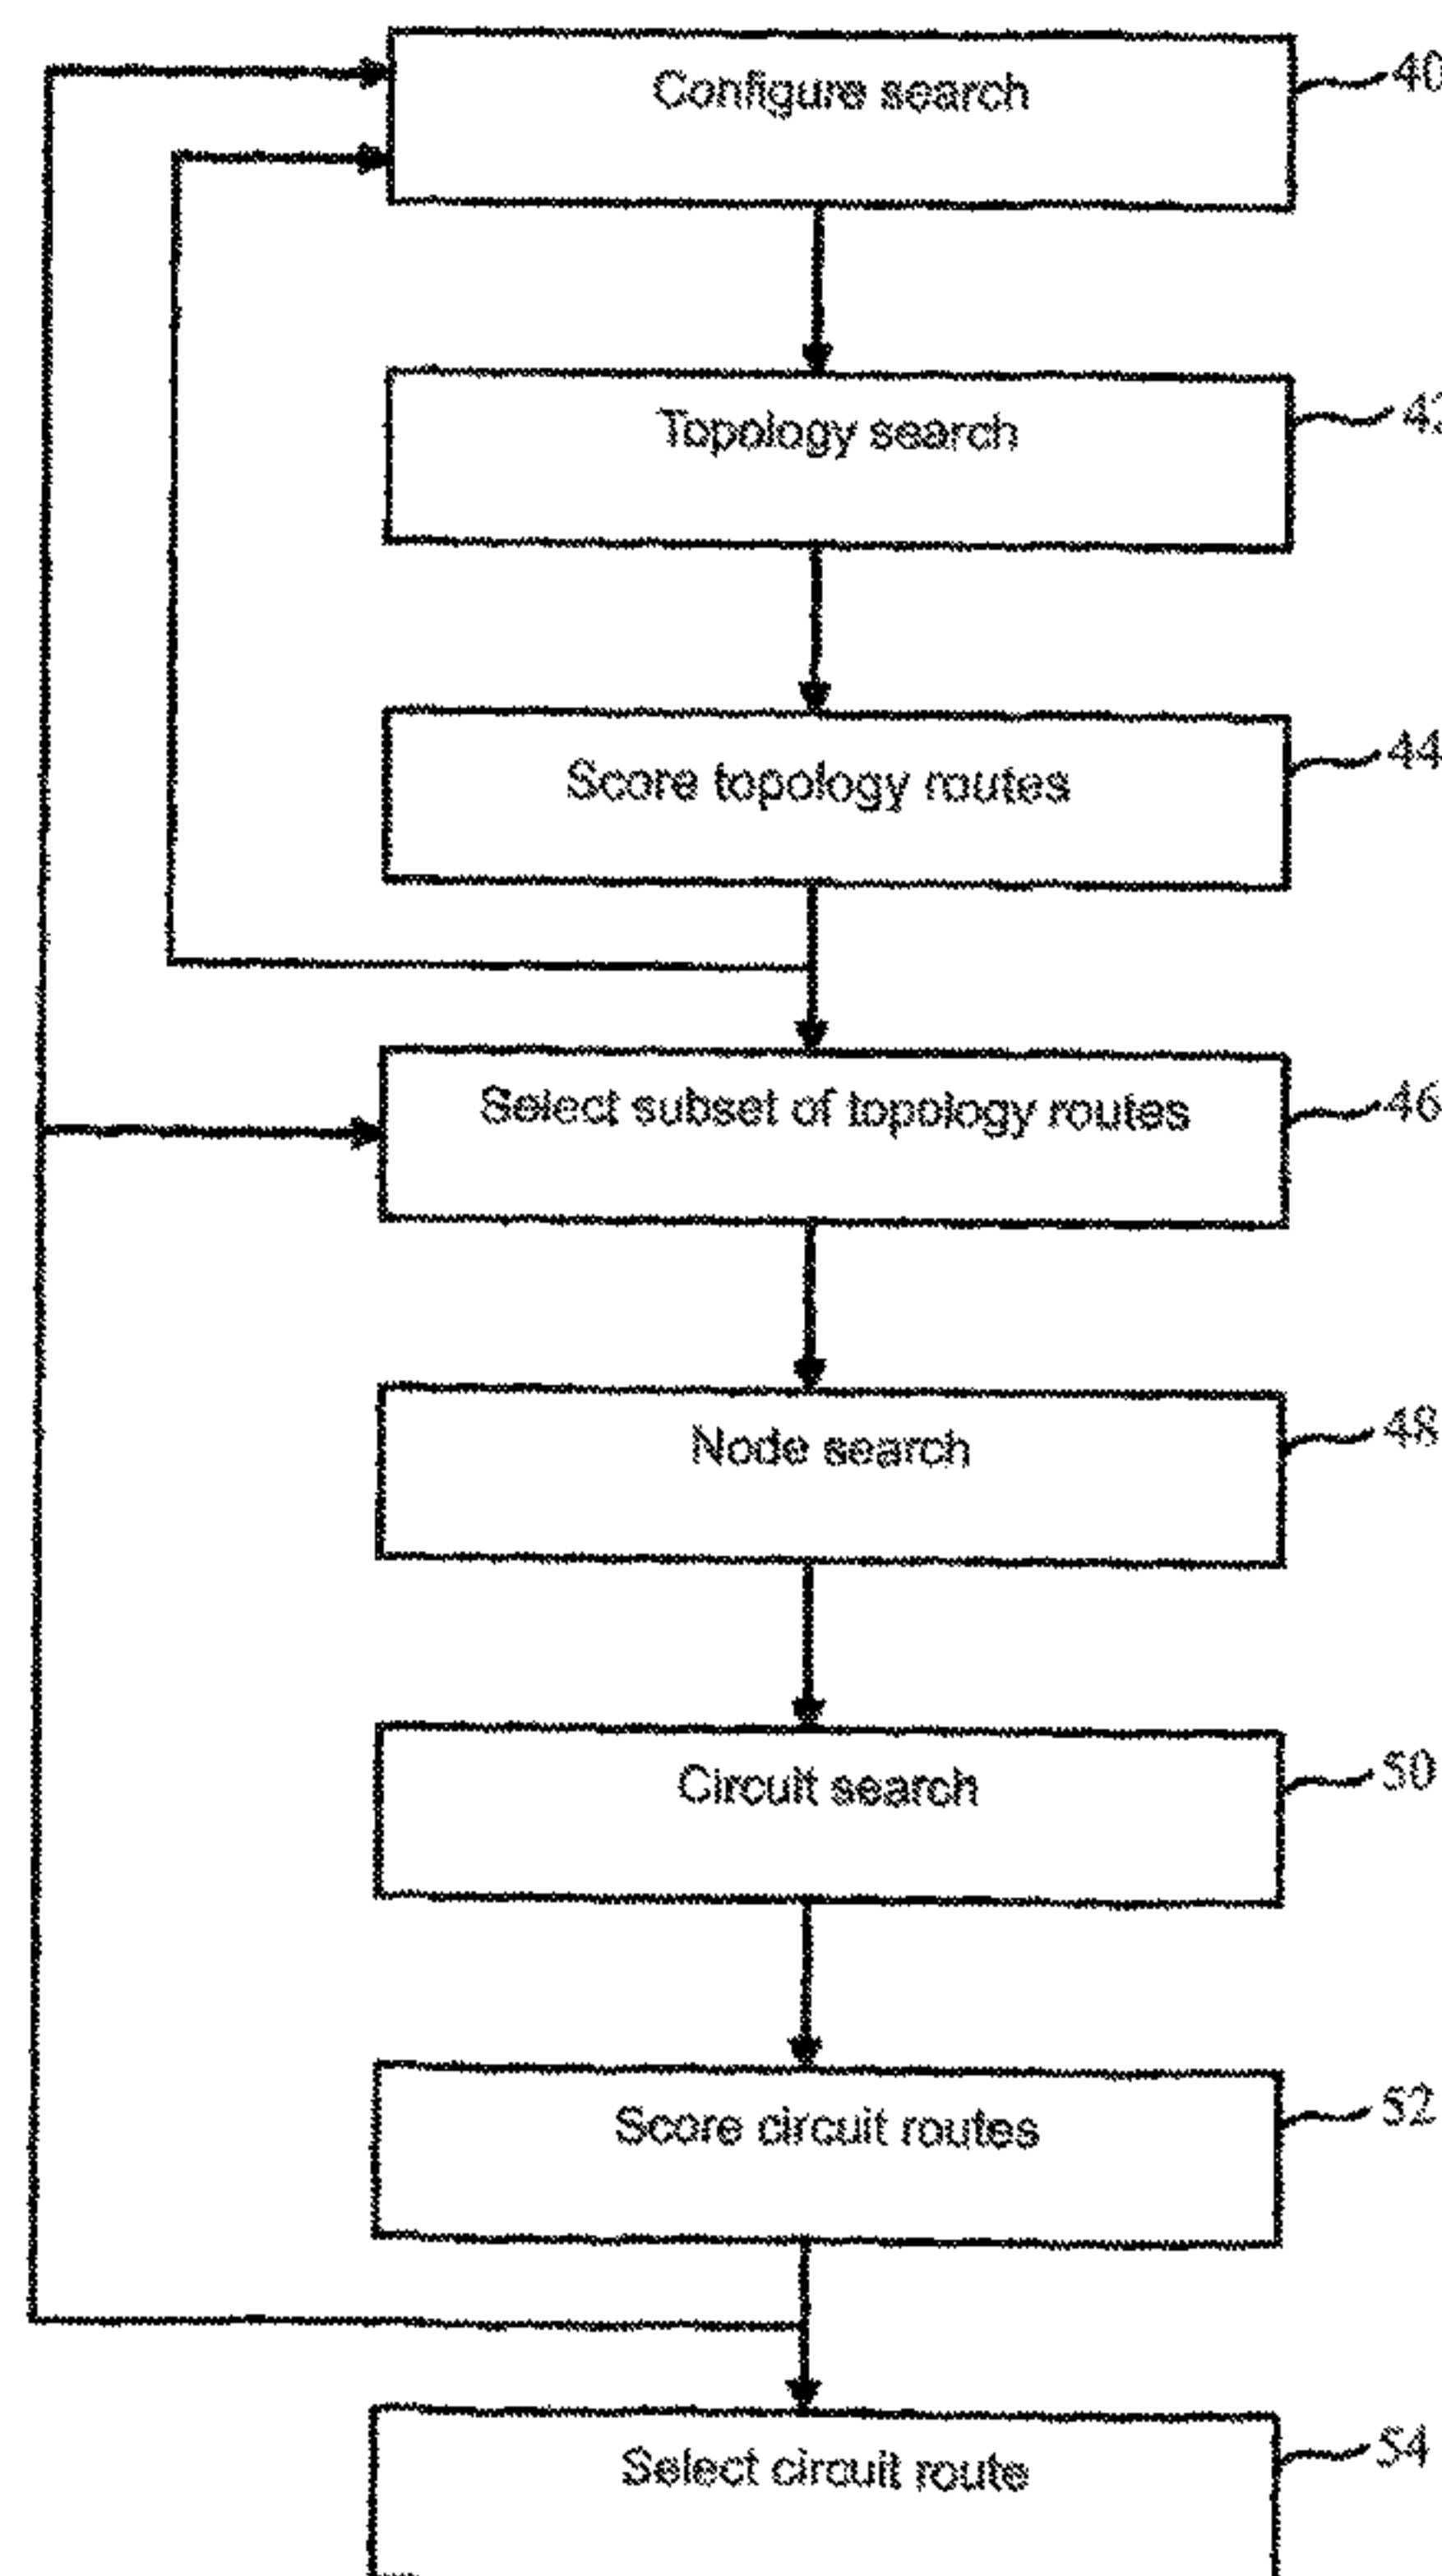 Configure search
40
Topology search
Score topology routes
44
Select subset of topology routes
46
Node search
48
Circuit search
50
Score circuit routes
52
Select circuit route
54